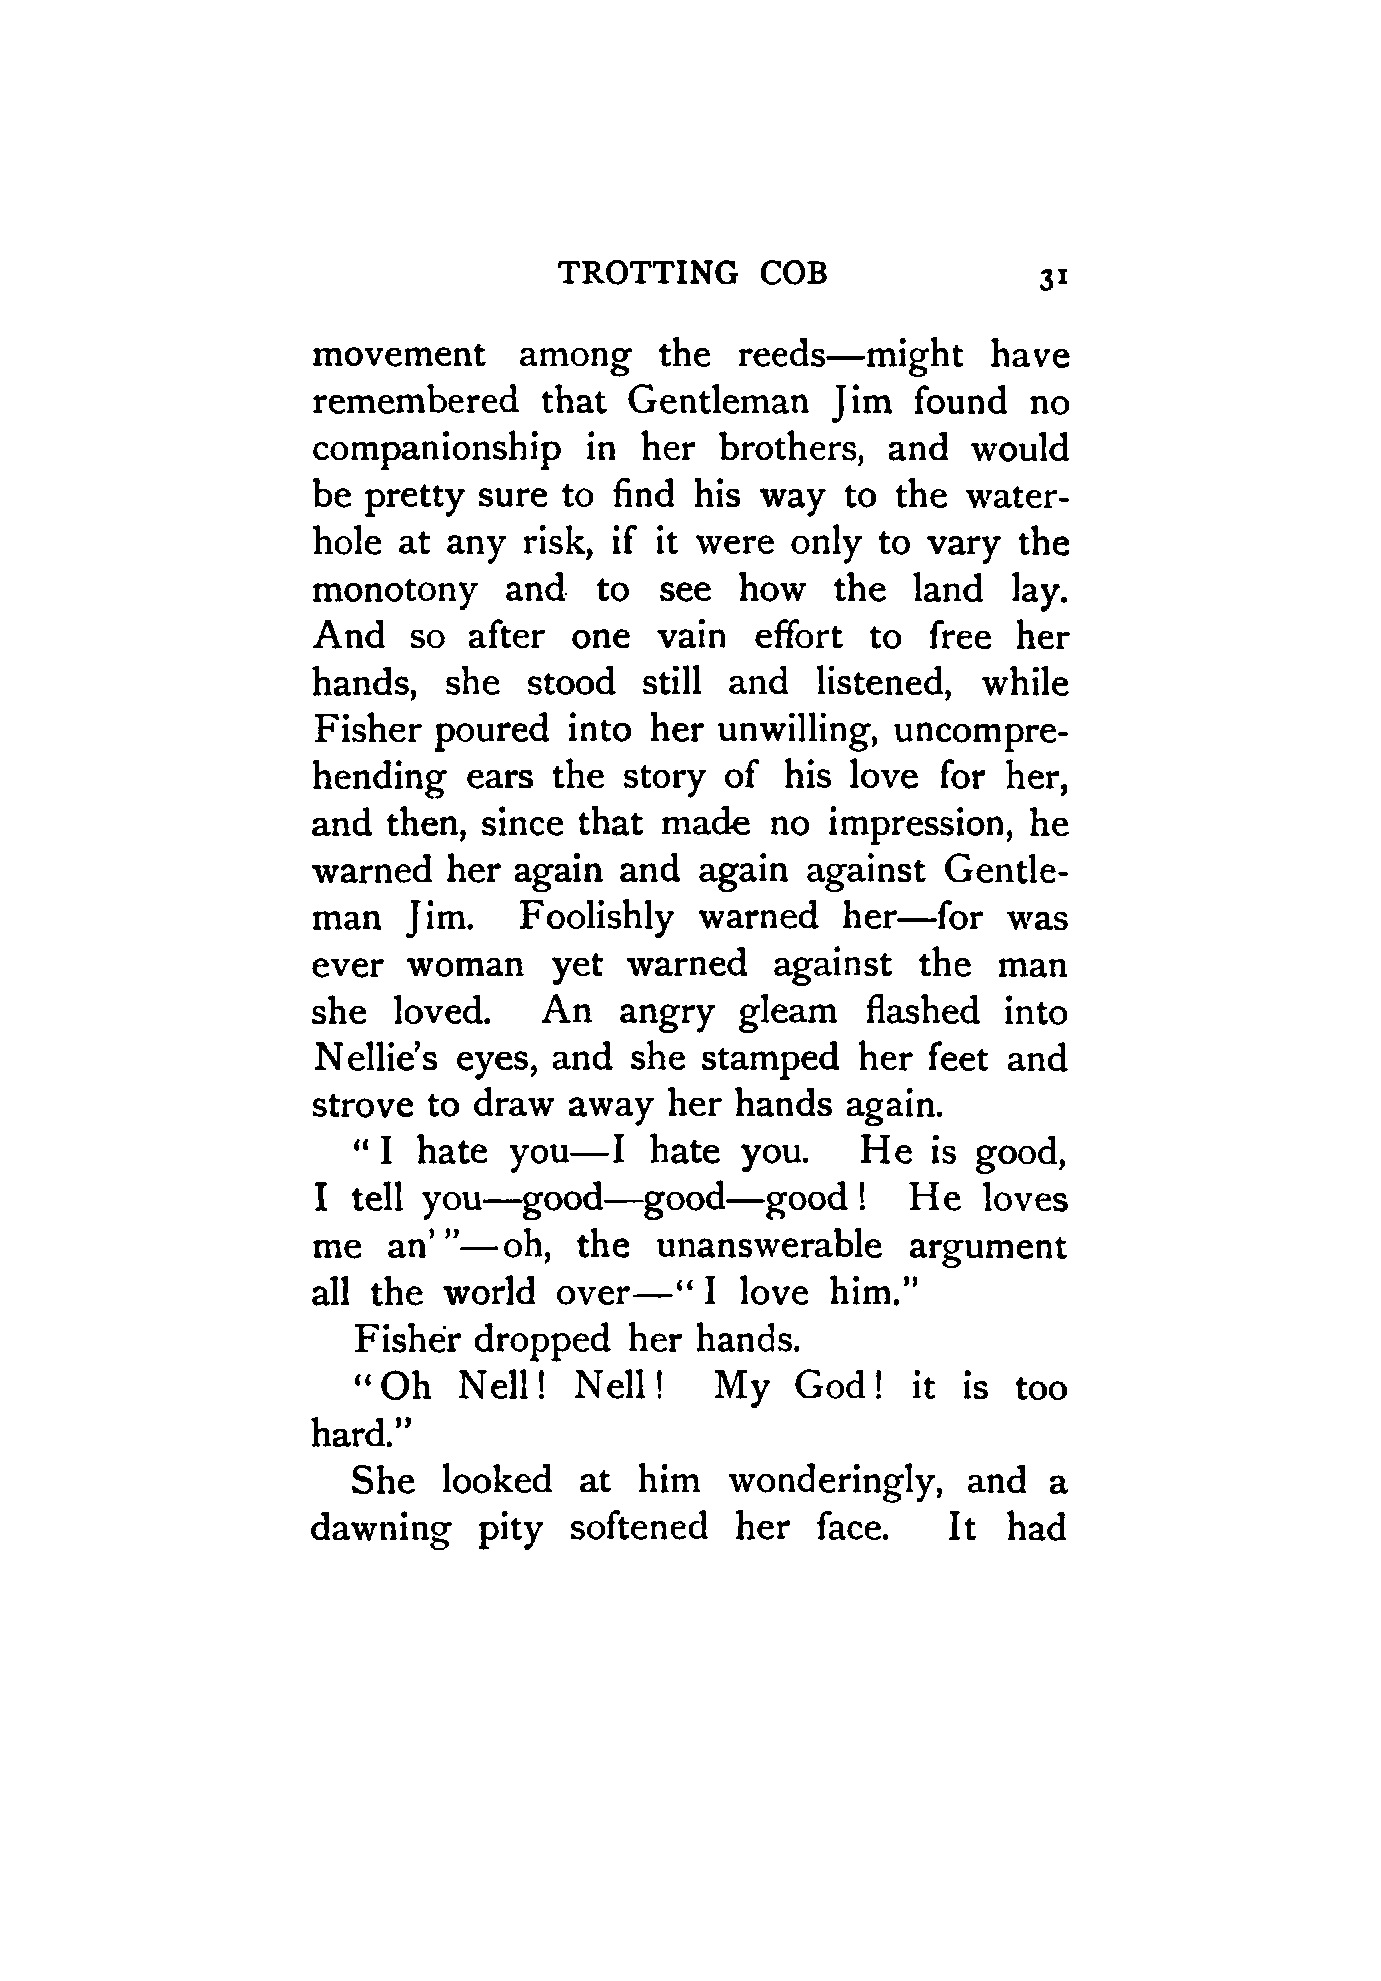 TROTTING COB 31
movement among the reeds—might have
remembered that Gentleman Jim found no
companionship in her brothers, and would
be pretty sure to find his way to the water-
hole at any risk, if it were only to vary the
monotony and to see how the land lay.
And so after one vain effort to free her
hands, she stood still and listened, while
Fisher poured into her unwilling, uncompre-
hending ears the story of his love for her,
and then, since that made no impression, he
warned her again and again against Gentle-
man Jim. Foolishly warned her—for was
ever woman yet warned against the man
she loved. An angry gleam flashed into
Nellie's eyes, and she stamped her feet and
strove to draw away her hands again.
"I hate you—I hate you. He is good,
I tell you—good—good—good! He loves
me an'"—oh, the unanswerable argument
all the world over—"I love him."
Fisher dropped her hands.
"Oh Nell! Nell! My God! it is too
hard."
She looked at him wonderingly, and a
dawning pity softened her face. It had